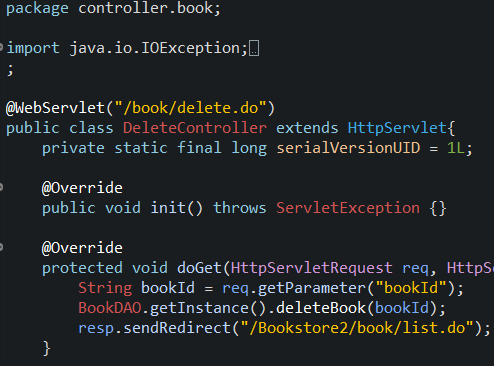 package controller.book;
import java.io.IOException;
;
@WebServlet("/book/delete.do")
public class DeleteController extends HttpServlet{
    private static final long serialVersionUID = 1L;
    @Override
    public void init() throws ServletException {}
    @Override
    protected void doGet(HttpServletRequest req, HttpS
        String bookId = req.getParameter("bookId");
        BookDAO.getInstance().deleteBook(bookId);
        resp.sendRedirect("/Bookstore2/book/list.do");
    }